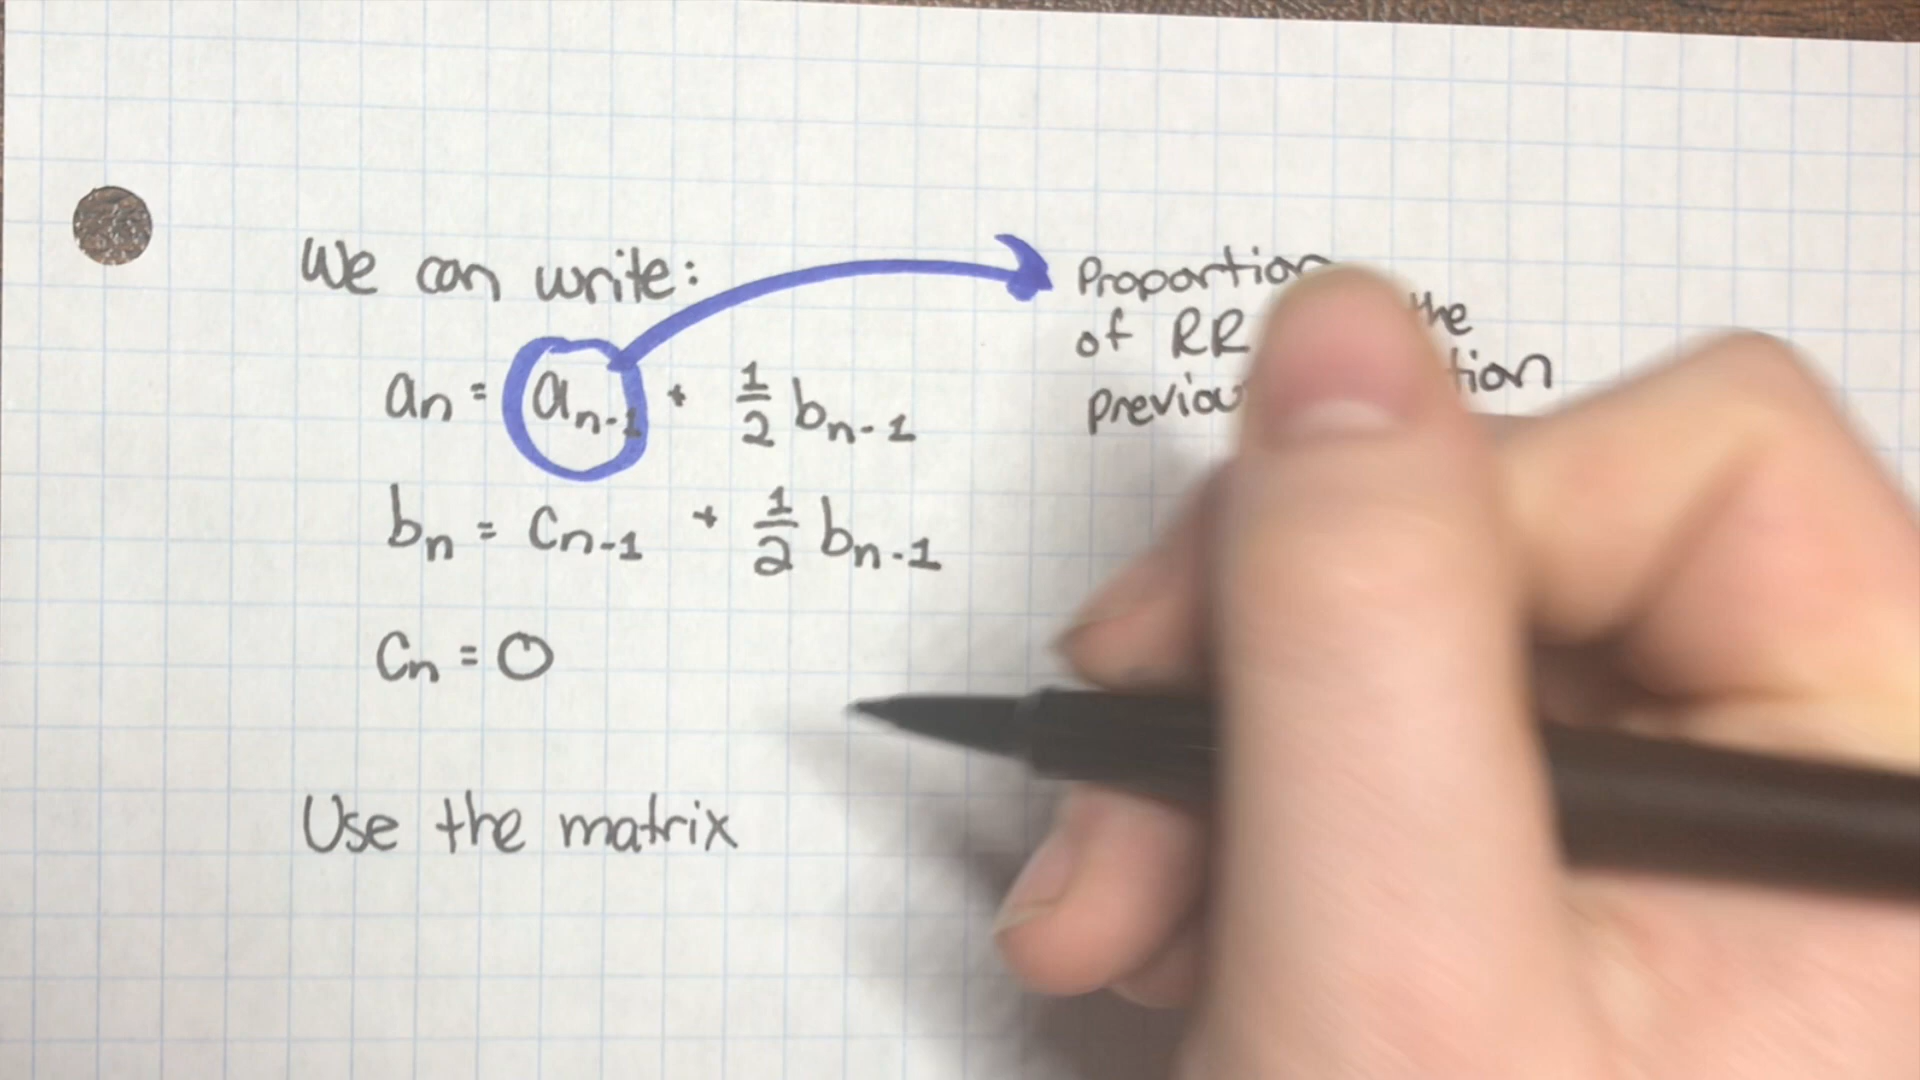 We can write:
aₙ = aₙ₋₁ + 1/2 bₙ₋₁
bₙ = cₙ₋₁ + 1/2 bₙ₋₁
cₙ = 0
Use the matrix
Proportion
of RR the